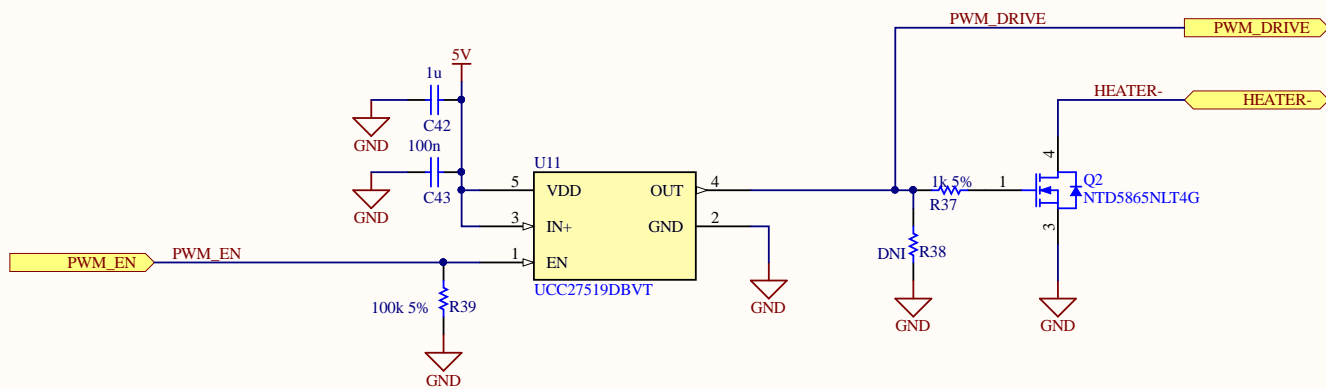 PWM_DRIVE
PWM_DRIVE
5V
1u
HEATER-
HEATER-
C42
GND
100n
4
U11
5
VDD
OUT
4
1k 5%
1
Q2
NTD5865NLT4G
C43
R37
GND
3
IN+
GND
2
3
PWM_EN
PWM_EN
1
EN
DNI
R38
UCC27519DBVT
100k 5%
R39
GND
GND
GND
GND